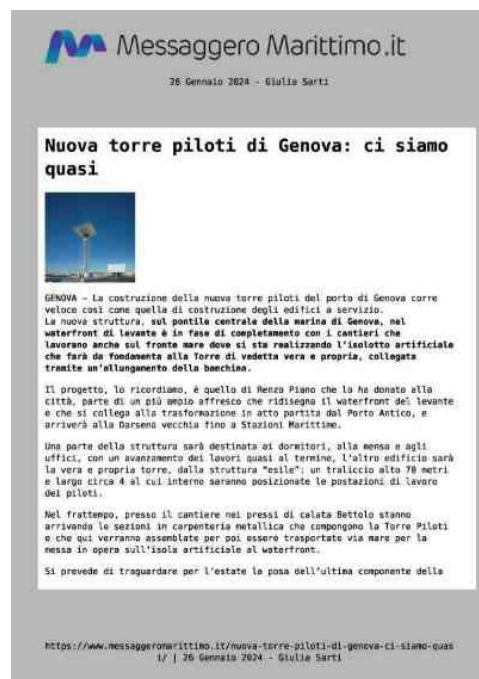 Messaggero Marittimo.it
26 Gennaio 2024 - Giulia Sarti
Nuova torre piloti di Genova: ci siamo
quasi
GENOVA – La costruzione della nuova torre piloti del porto di Genova corre
veloce così come quella di costruzione degli edifici a servizio.
La nuova struttura, sul pontile centrale della marina di Genova, nel
waterfront di levante è in fase di completamento con i cantieri che
lavorano anche sul fronte mare dove si sta realizzando l'isolotto artificiale
che farà da fondamenta alla Torre di vedetta vera e propria, collegata
tramite un'allungamento della banchina.
Il progetto, lo ricordiamo, è quello di Renzo Piano che lo ha donato alla
città, parte di un più ampio affresco che ridisegna il waterfront del levante
e che si collega alla trasformazione in atto partita dal Porto Antico, e
arriverà alla Darsena vecchia fino a Stazioni Marittime.
Una parte della struttura sarà destinata ai dormitori, alla mensa e agli
uffici, con un avanzamento dei lavori quasi al termine, l'altro edificio sarà
la vera e propria torre, dalla struttura "esile": un traliccio alto 70 metri
e largo circa 4 al cui interno saranno posizionate le postazioni di lavoro
dei piloti.
Nel frattempo, presso il cantiere nei pressi di calata Bettolo stanno
arrivando le sezioni in carpenteria metallica che compongono la Torre Piloti
e che qui verranno assemblate per poi essere trasportate via mare per la
messa in opera sull'isola artificiale al waterfront.
Si prevede di traguardare per l'estate la posa dell'ultima componente della
https://www.messaggeromarittimo.it/nuova-torre-piloti-di-genova-ci-siamo-quas
i/ | 26 Gennaio 2024 - Giulia Sarti